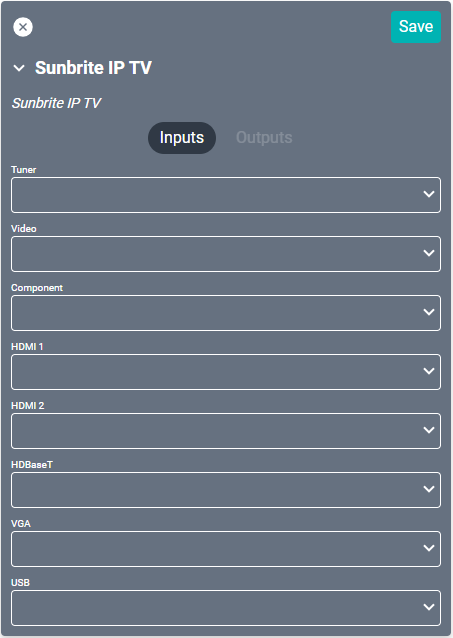 Save
Sunbrite IP TV
Sunbrite IP TV
Inputs Outputs
Tuner
Video
Component
HDMI 1
HDMI 2
HDBaseT
VGA
USB